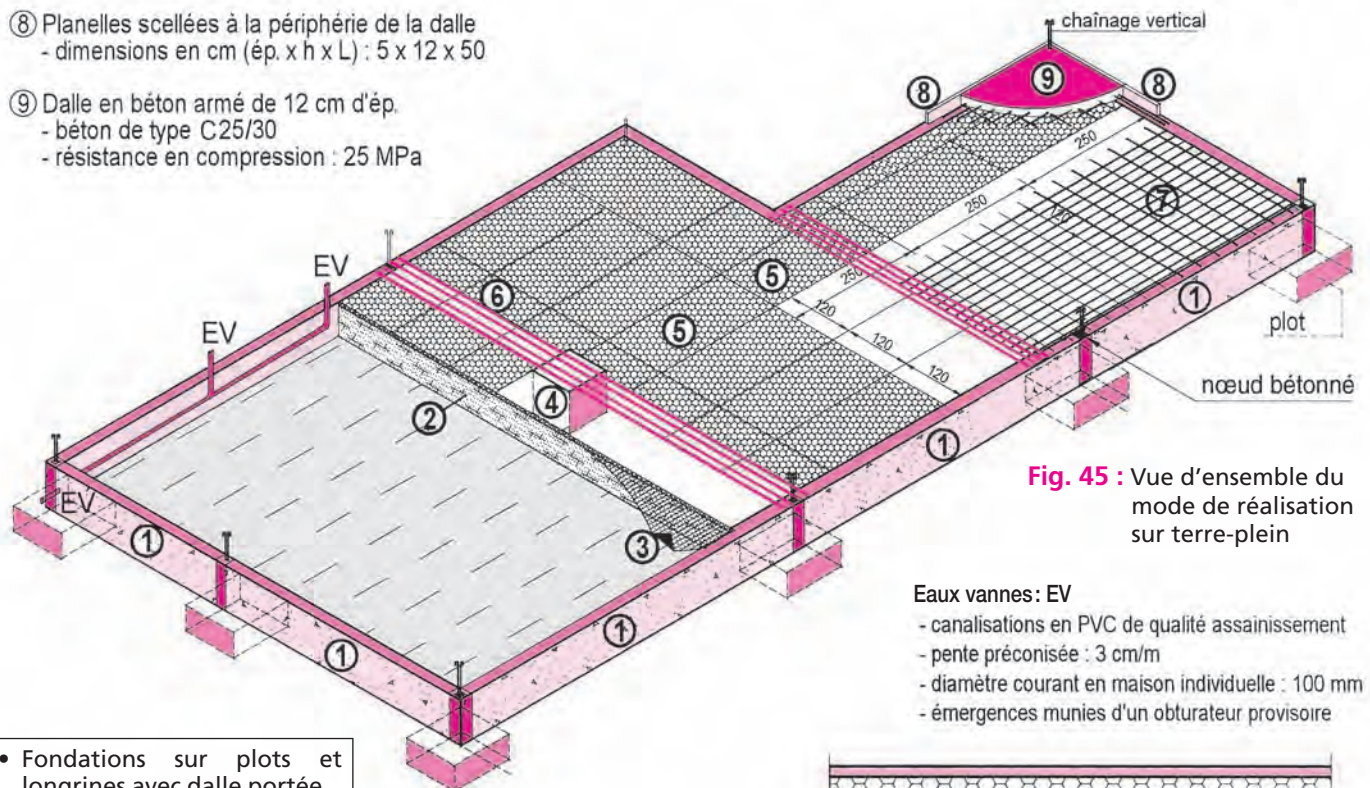 ⑧ Planelles scellées à la périphérie de la dalle
- dimensions en cm (ép. x h x L) : 5 x 12 x 50
⑨ Dalle en béton armé de 12 cm d'ép.
- béton de type C25/30
- résistance en compression : 25 MPa
chaînage vertical
⑧
⑨
⑧
250
250
120
⑦
250
EV
EV
⑥
⑤
⑤
120
120
120
①
plot
nœud bétonné
②
④
①
①
EV
①
③
①
①
Fig. 45 : Vue d'ensemble du
mode de réalisation
sur terre-plein
Eaux vannes: EV
- canalisations en PVC de qualité assainissement
- pente préconisée : 3 cm/m
- diamètre courant en maison individuelle : 100 mm
- émergences munies d'un obturateur provisoire
• Fondations sur plots et
longrines avec dalle portée